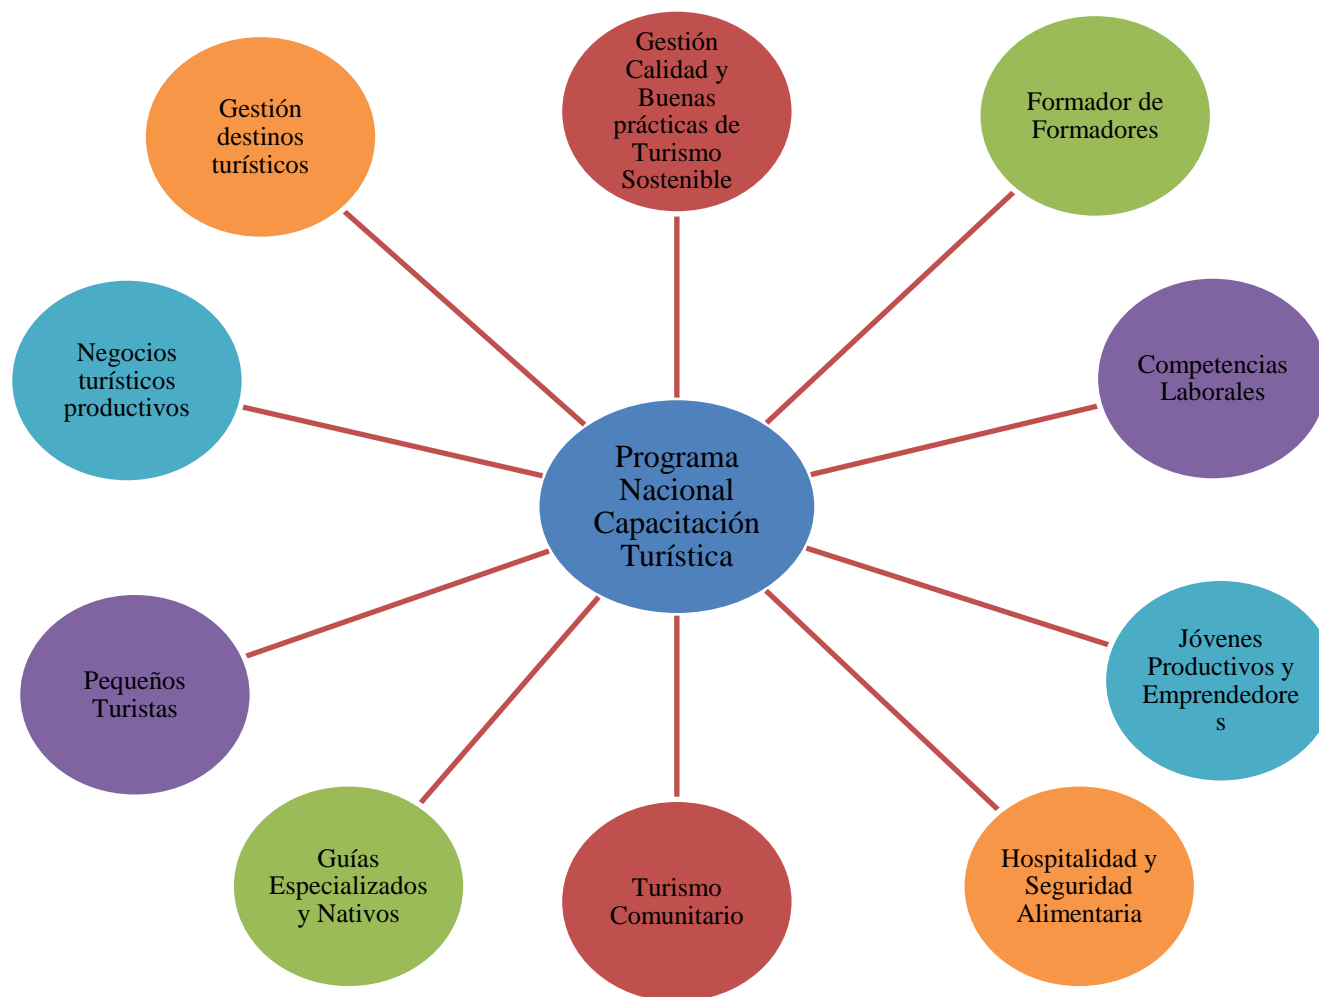 Gestión
Calidad y
Buenas
prácticas de
Turismo
Sostenible
Formador de
Formadores
Competencias
Laborales
Jóvenes
Productivos y
Emprendedore
s
Hospitalidad y
Seguridad
Alimentaria
Turismo
Comunitario
Guías
Especializados
y Nativos
Pequeños
Turistas
Negocios
turísticos
productivos
Gestión
destinos
turísticos
Programa
Nacional
Capacitación
Turística